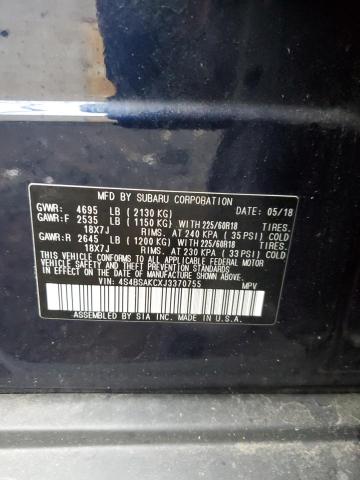 MFD BY SUBARU CORPORATION
GVWR: 4695 LB ( 2130 KG) DATE: 05/18
GAWR:F 2535 LB ( 1150 KG) WITH 225/60R18 TIRES.
18X7J RIMS. AT 240 KPA ( 35 PSI) COLD
GAWR:R 2645 LB ( 1200 KG) WITH 225/60R18 TIRES.
18X7J RIMS. AT 230 KPA ( 33 PSI) COLD
THIS VEHICLE CONFORMS TO ALL APPLICABLE FEDERAL MOTOR
VEHICLE SAFETY STANDARDS IN EFFECT ON THE DATE OF
MANUFACTURE SHOWN ABOVE.
VIN: 4S4BSAKCXJ3370755 MPV
ASSEMBLED BY SIA INC. MADE IN U.S.A.